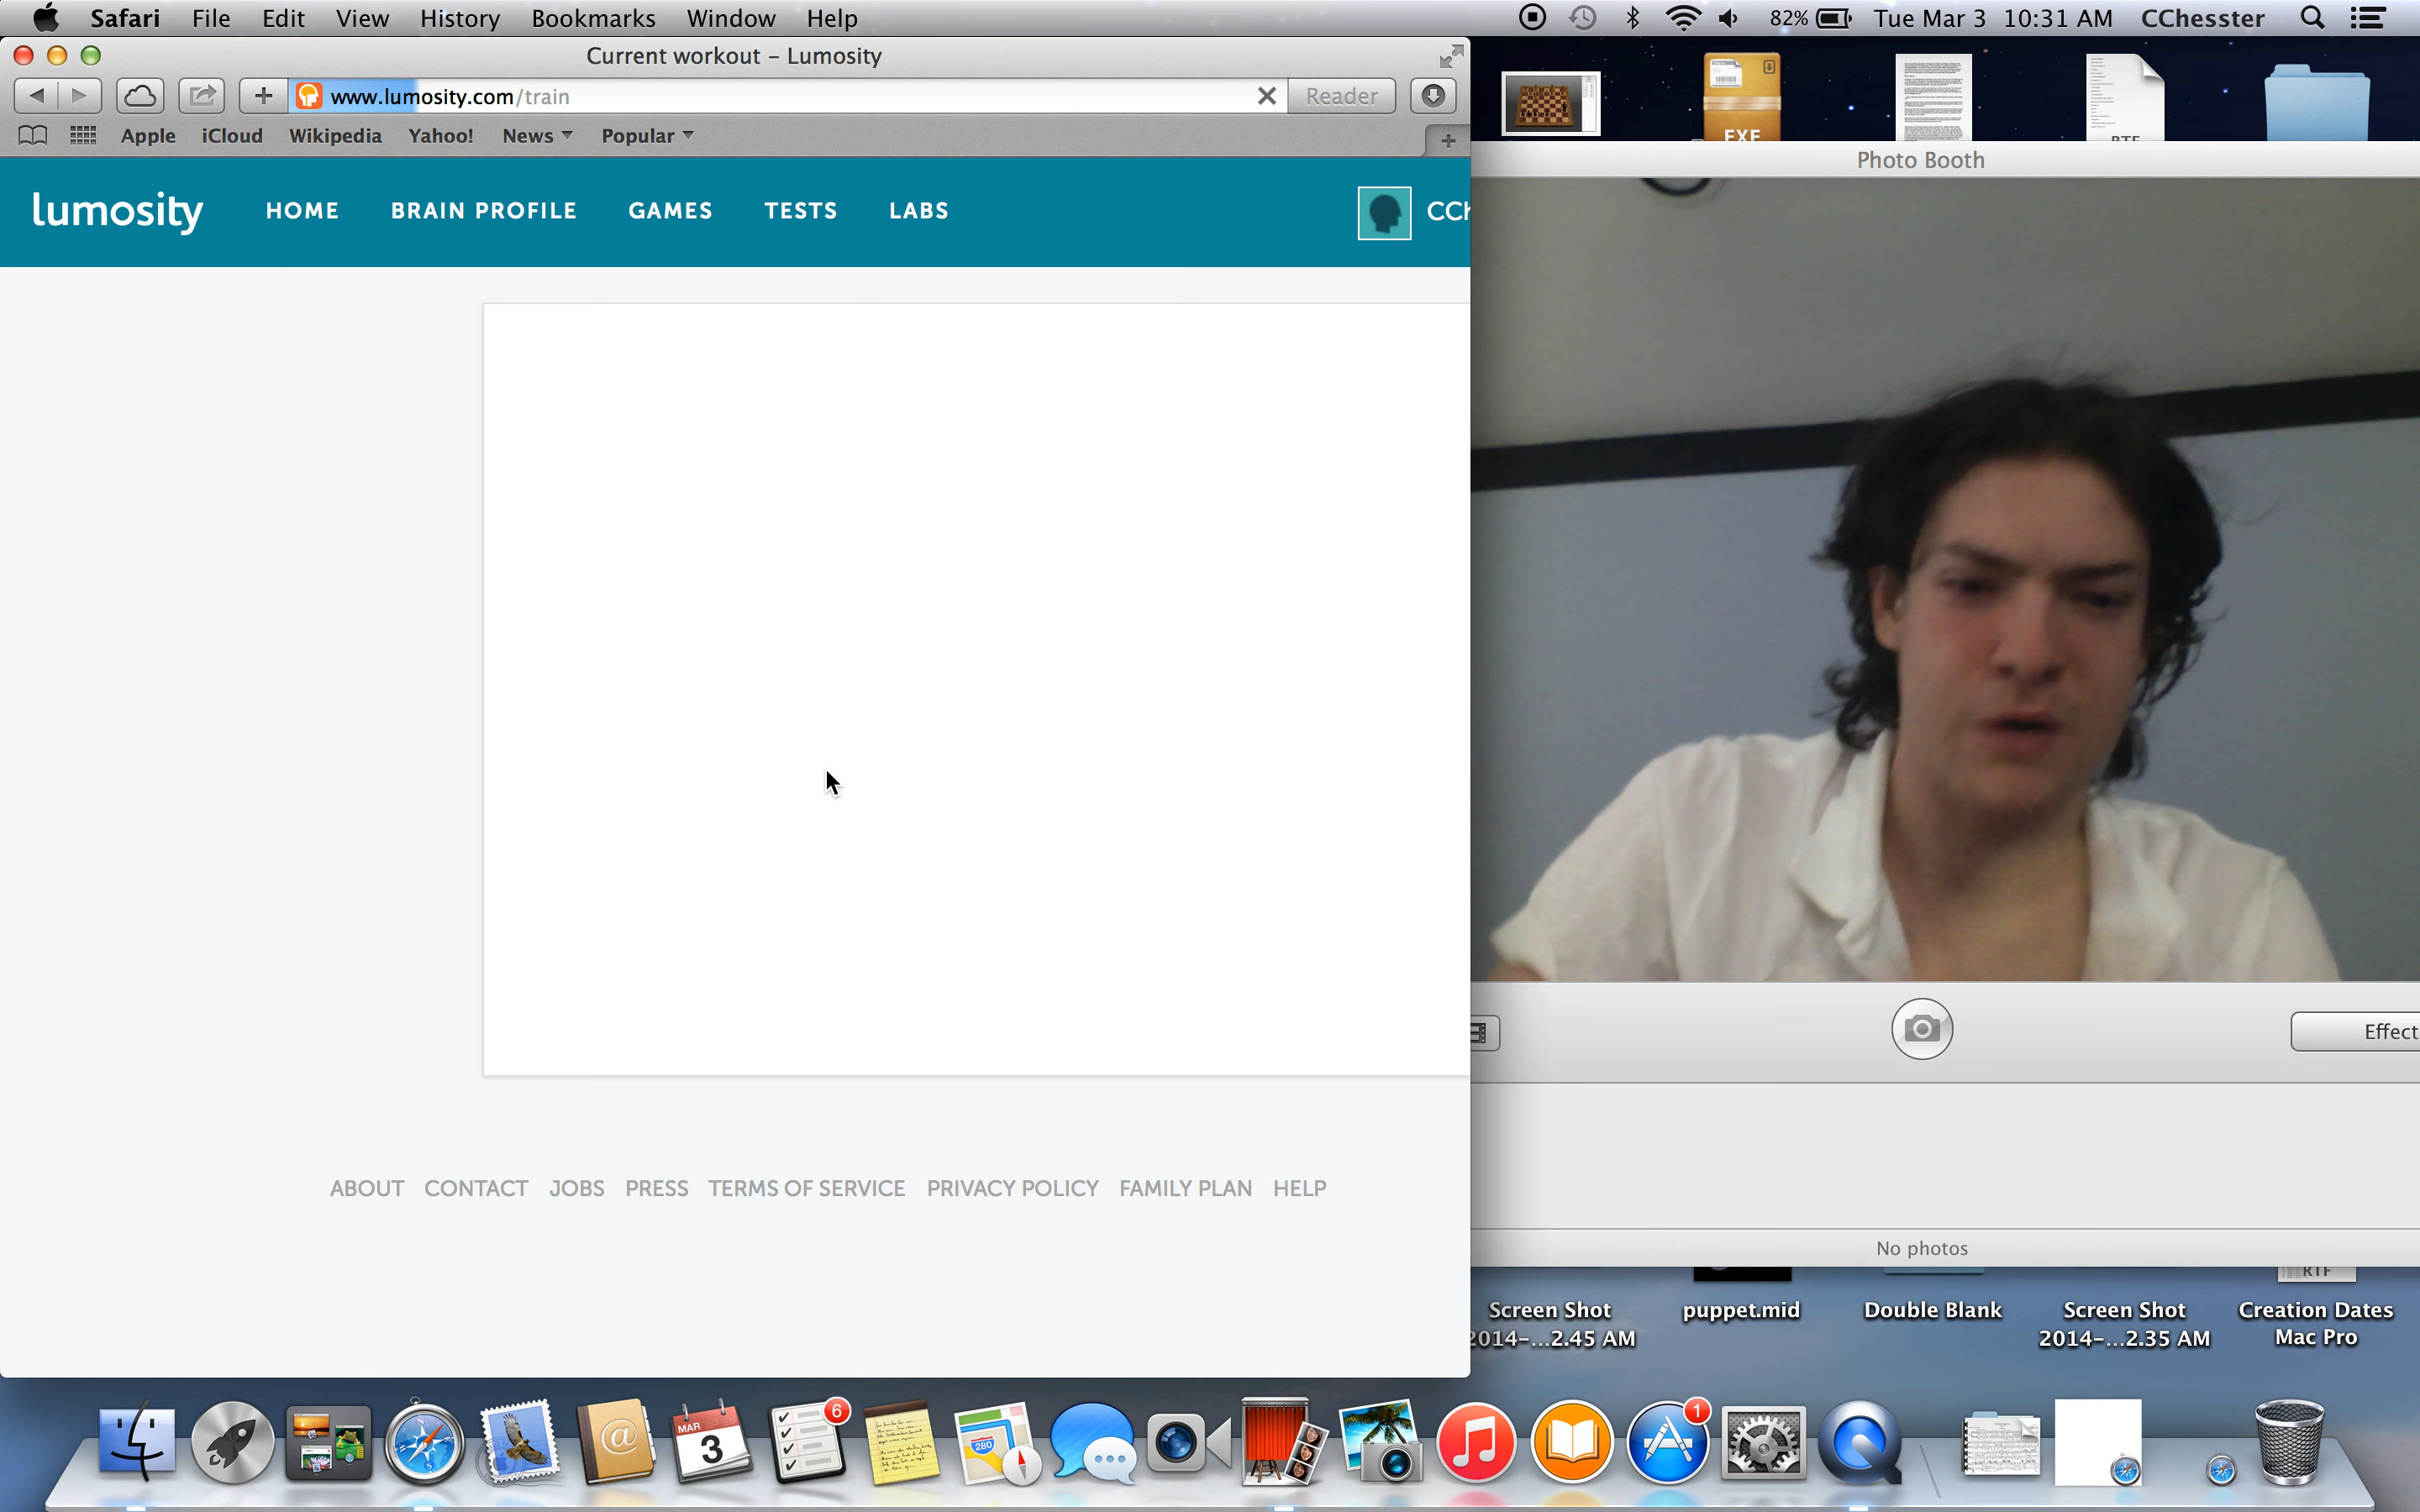 Safari File Edit View History Bookmarks Window Help 82% Tue Mar 3 10:31 AM CChesster
Current workout – Lumosity
www.lumosity.com/train Reader
Apple iCloud Wikipedia Yahoo! News Popular
EXF
Photo Booth
lumosity HOME BRAIN PROFILE GAMES TESTS LABS CCh
Effect
ABOUT CONTACT JOBS PRESS TERMS OF SERVICE PRIVACY POLICY FAMILY PLAN HELP
No photos
RTF
Screen Shot 2014-...2.45 AM
puppet.mid
Double Blank
Screen Shot 2014-...2.35 AM
Creation Dates Mac Pro
6
1
MAR
3
280